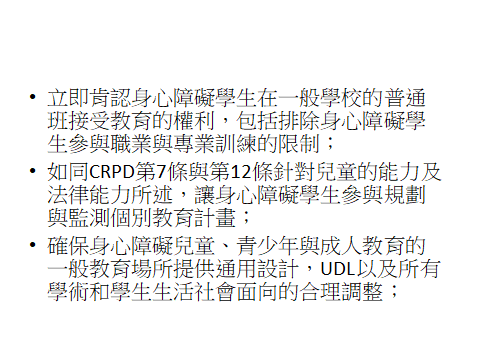 • 立即肯認身心障礙學生在一般學校的普通
班接受教育的權利，包括排除身心障礙學
生參與職業與專業訓練的限制；
• 如同CRPD第7條與第12條針對兒童的能力及
法律能力所述，讓身心障礙學生參與規劃
與監測個別教育計畫；
• 確保身心障礙兒童、青少年與成人教育的
一般教育場所提供通用設計，UDL以及所有
學術和學生生活社會面向的合理調整；